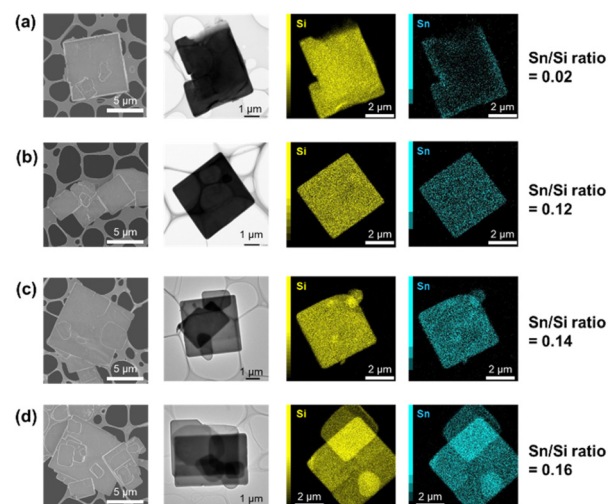 (a)
5 µm
1 µm
Si
2 µm
Sn
2 µm
Sn/Si ratio
= 0.02
(b)
5 µm
1 µm
Si
2 µm
Sn
2 µm
Sn/Si ratio
= 0.12
(c)
5 µm
1 µm
Si
2 µm
Sn
2 µm
Sn/Si ratio
= 0.14
(d)
5 µm
1 µm
Si
2 µm
Sn
2 µm
Sn/Si ratio
= 0.16